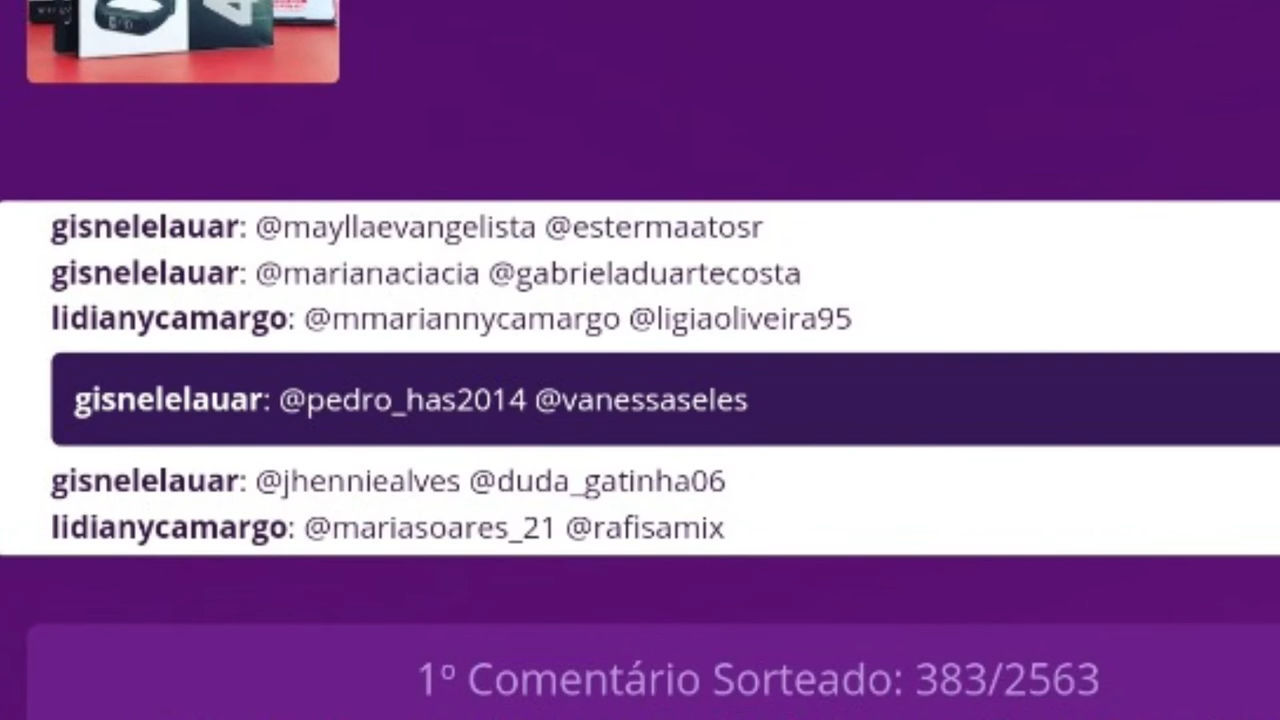 gisnelelauar: @mayllaevangelista @estermaatosr
gisnelelauar: @marianaciacia @gabrieladuartecosta
lidianycamargo: @mmariannycamargo @ligiaoliveira95
gisnelelauar: @pedro_has2014 @vanessaseles
gisnelelauar: @jhenniealves @duda_gatinha06
lidianycamargo: @mariasoares_21 @rafisamix
1º Comentário Sorteado: 383/2563